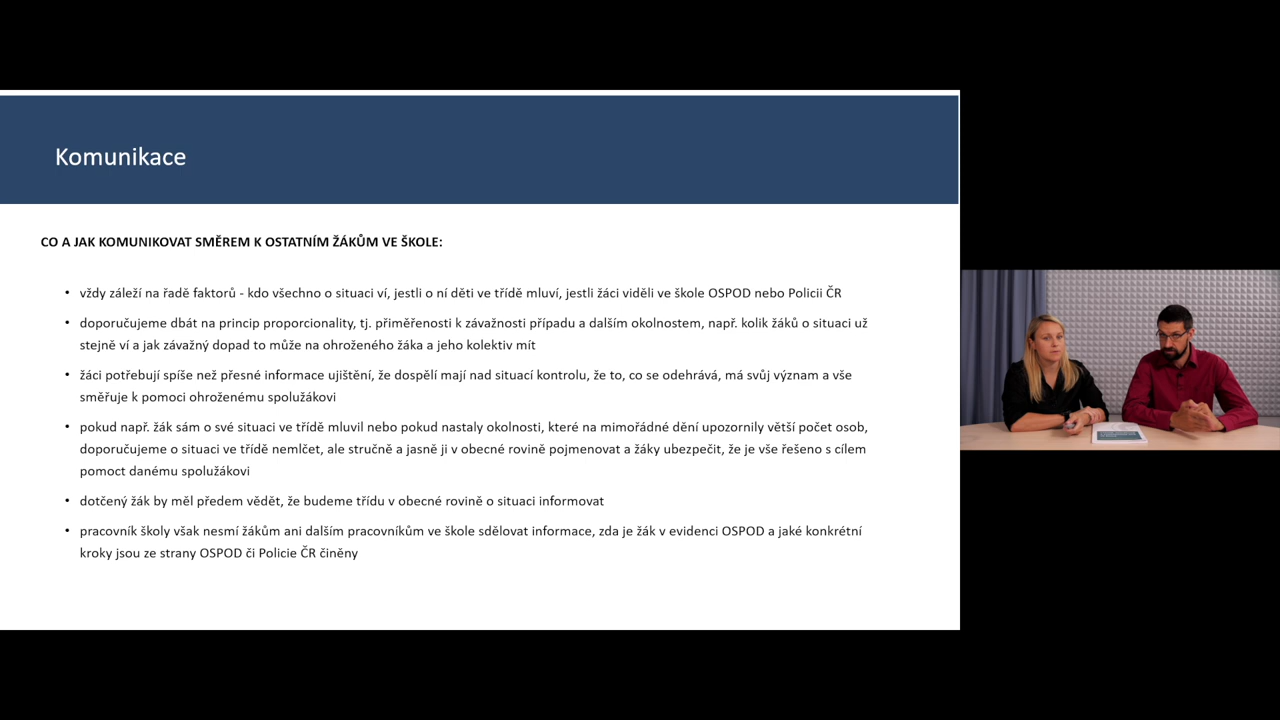 Komunikace
CO A JAK KOMUNIKOVAT SMĚREM K OSTATNÍM ŽÁKŮM VE ŠKOLE:
• vždy záleží na řadě faktorů - kdo všechno o situaci ví, jestli o ní děti ve třídě mluví, jestli žáci viděli ve škole OSPOD nebo Policii ČR
• doporučujeme dbát na princip proporcionality, tj. přiměřenosti k závažnosti případu a dalším okolnostem, např. kolik žáků o situaci už
stejně ví a jak závažný dopad to může na ohroženého žáka a jeho kolektiv mít
• žáci potřebují spíše než přesné informace ujištění, že dospělí mají nad situací kontrolu, že to, co se odehrává, má svůj význam a vše
směřuje k pomoci ohroženému spolužákovi
• pokud např. žák sám o své situaci ve třídě mluvil nebo pokud nastaly okolnosti, které na mimořádné dění upozornily větší počet osob,
doporučujeme o situaci ve třídě nemlčet, ale stručně a jasně ji v obecné rovině pojmenovat a žáky ubezpečit, že je vše řešeno s cílem
pomoct danému spolužákovi
• dotčený žák by měl předem vědět, že budeme třídu v obecné rovině o situaci informovat
• pracovník školy však nesmí žákům ani dalším pracovníkům ve škole sdělovat informace, zda je žák v evidenci OSPOD a jaké konkrétní
kroky jsou ze strany OSPOD či Policie ČR činěny